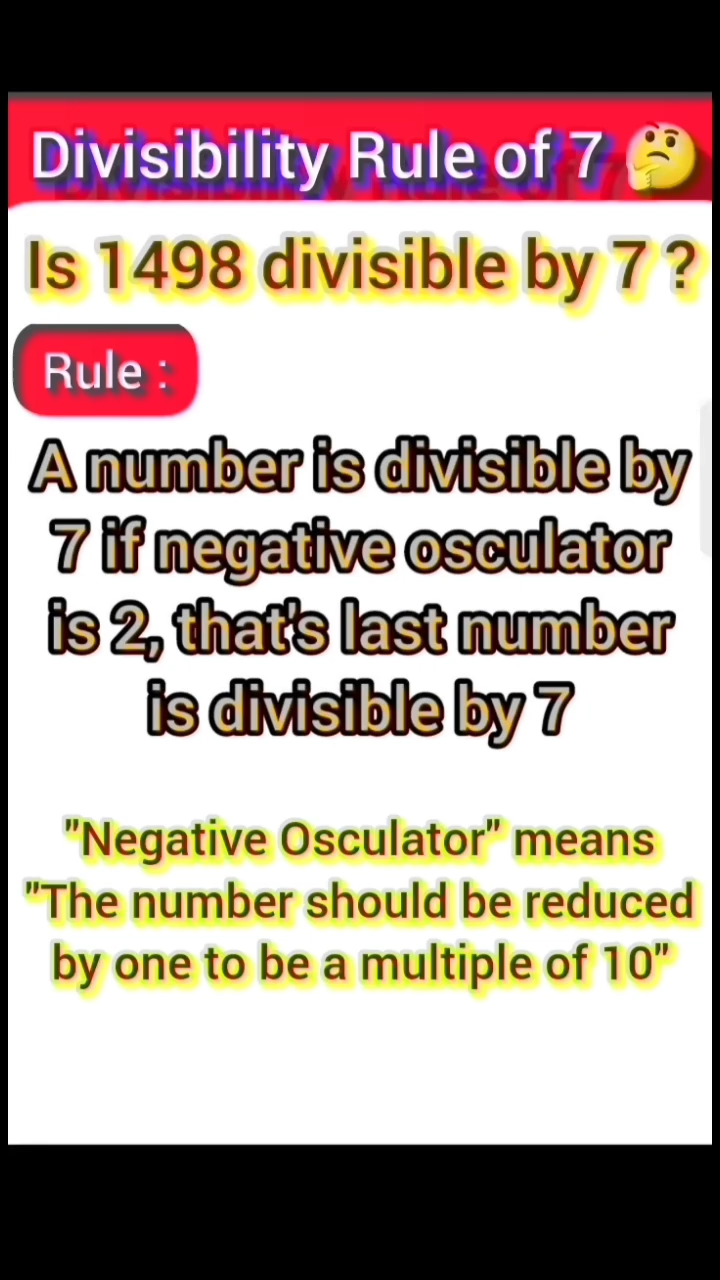 Divisibility Rule of 7 🤔
Is 1498 divisible by 7 ?
Rule :
A number is divisible by
7 if negative osculator
is 2, that's last number
is divisible by 7
"Negative Osculator" means
"The number should be reduced
by one to be a multiple of 10"